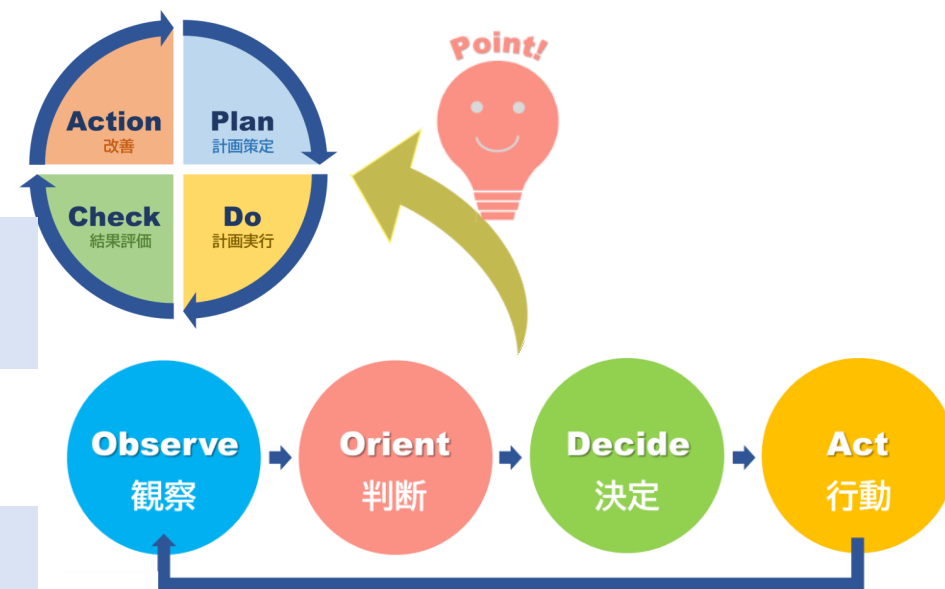 Point!
Action
改善
Plan
計画策定
Check
結果評価
Do
計画実行
Observe
観察
Orient
判断
Decide
決定
Act
行動